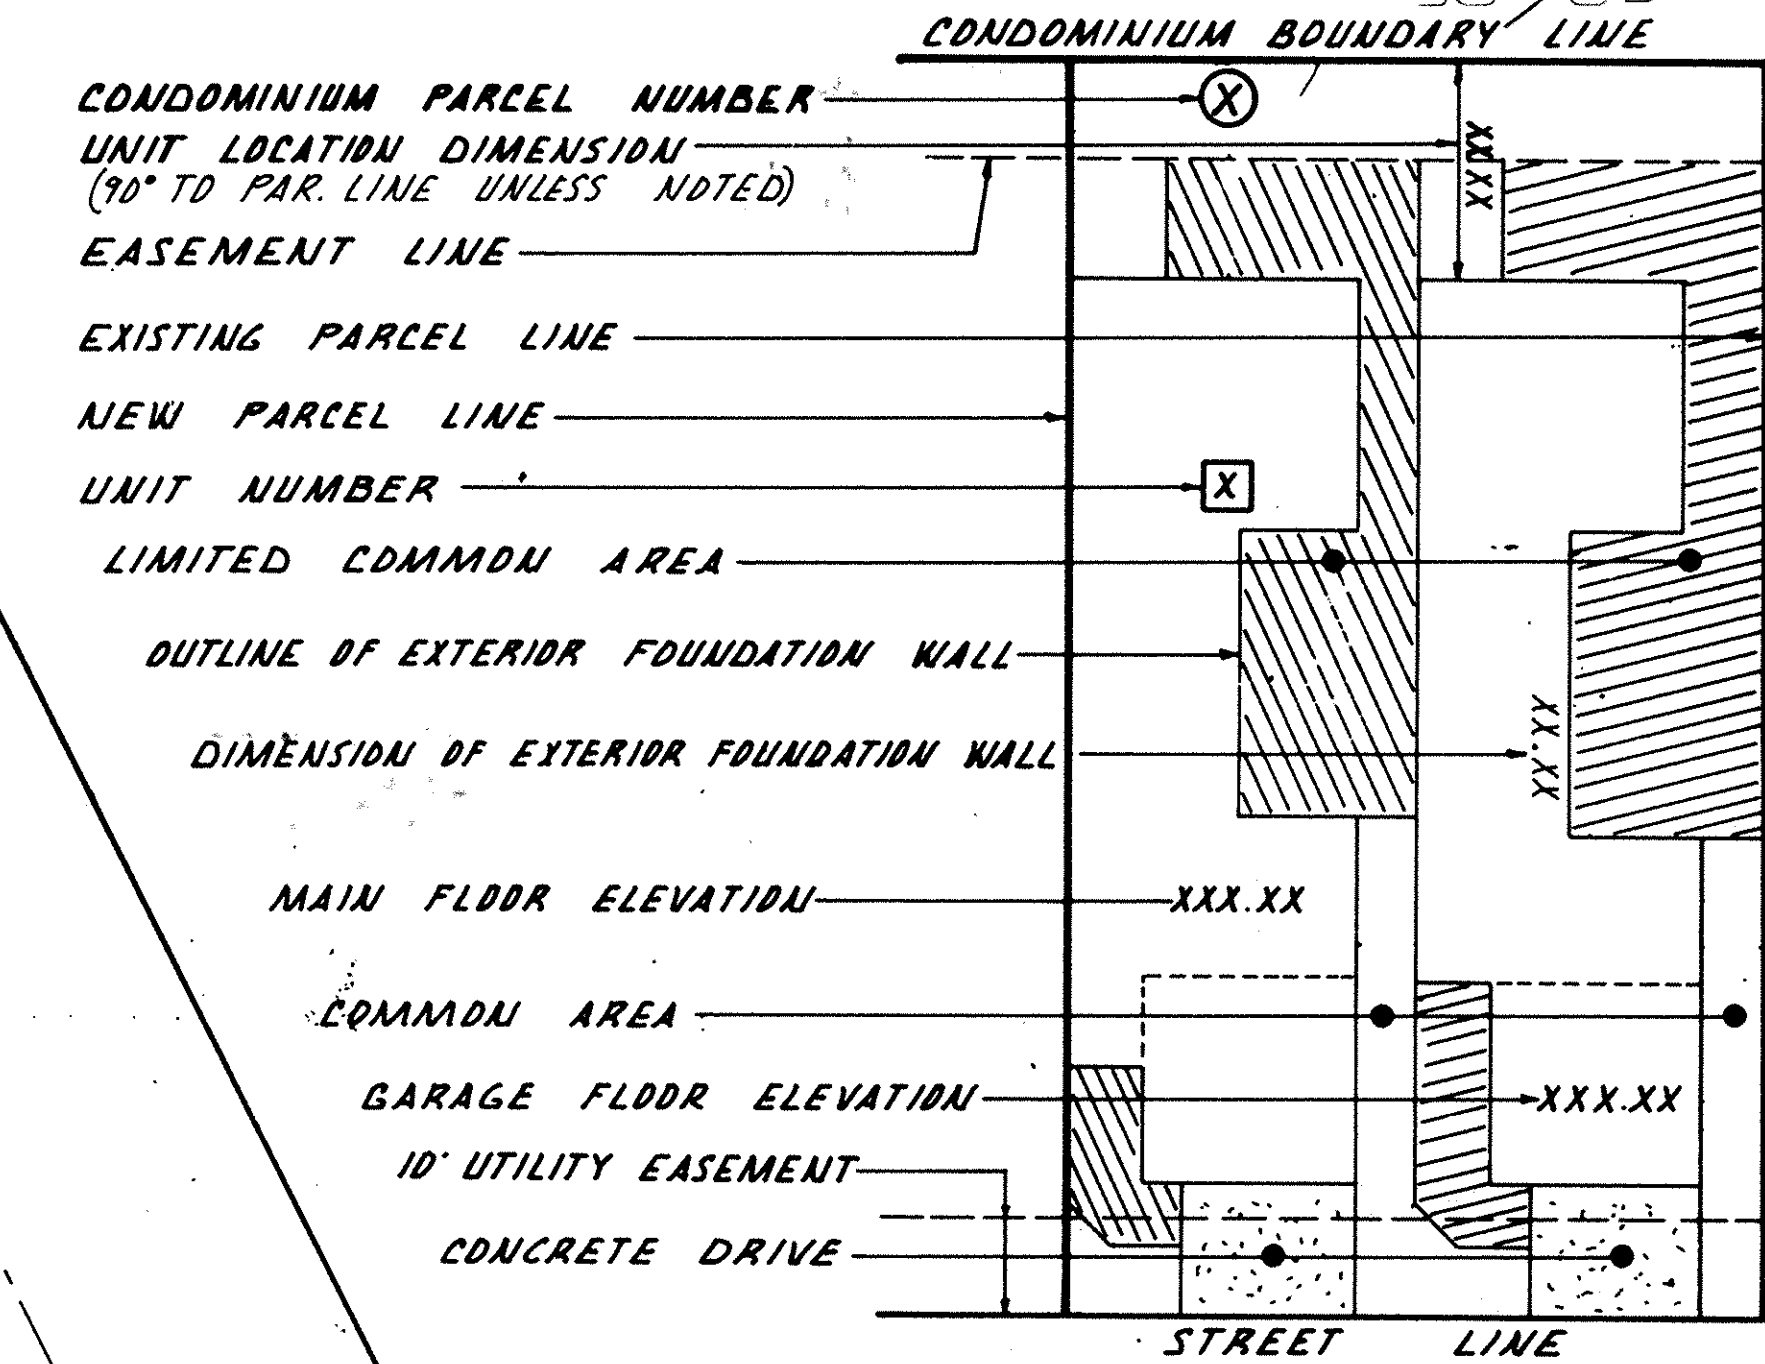 CONDOMINIUM BOUNDARY LINE
CONDOMINIUM PARCEL NUMBER X
UNIT LOCATION DIMENSION XX.XX
(90° TO PAR. LINE UNLESS NOTED)
EASEMENT LINE
EXISTING PARCEL LINE
NEW PARCEL LINE
UNIT NUMBER X
LIMITED COMMON AREA
OUTLINE OF EXTERIOR FOUNDATION WALL
DIMENSION OF EXTERIOR FOUNDATION WALL XX.XX
MAIN FLOOR ELEVATION XXX.XX
COMMON AREA
GARAGE FLOOR ELEVATION XXX.XX
10' UTILITY EASEMENT
CONCRETE DRIVE
STREET LINE